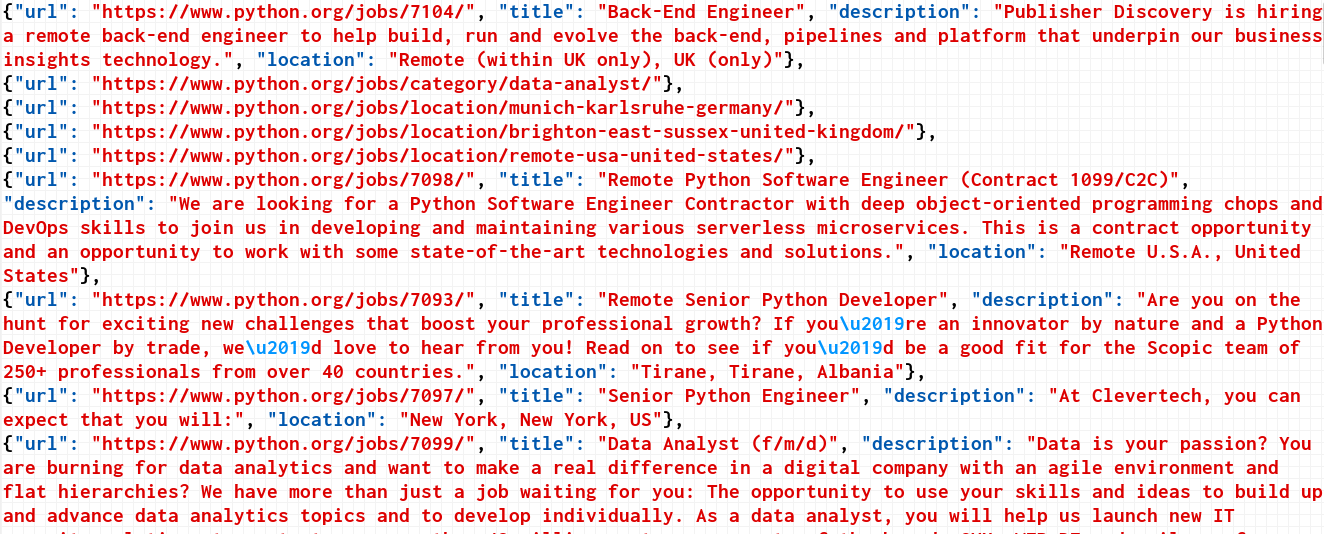 {"url": "https://www.python.org/jobs/7104/", "title": "Back-End Engineer", "description": "Publisher Discovery is hiring
a remote back-end engineer to help build, run and evolve the back-end, pipelines and platform that underpin our business
insights technology.", "location": "Remote (within UK only), UK (only)"},
{"url": "https://www.python.org/jobs/category/data-analyst/"},
{"url": "https://www.python.org/jobs/location/munich-karlsruhe-germany/"},
{"url": "https://www.python.org/jobs/location/brighton-east-sussex-united-kingdom/"},
{"url": "https://www.python.org/jobs/location/remote-usa-united-states/"},
{"url": "https://www.python.org/jobs/7098/", "title": "Remote Python Software Engineer (Contract 1099/C2C)",
"description": "We are looking for a Python Software Engineer Contractor with deep object-oriented programming chops and
DevOps skills to join us in developing and maintaining various serverless microservices. This is a contract opportunity
and an opportunity to work with some state-of-the-art technologies and solutions.", "location": "Remote U.S.A., United
States"},
{"url": "https://www.python.org/jobs/7093/", "title": "Remote Senior Python Developer", "description": "Are you on the
hunt for exciting new challenges that boost your professional growth? If you\u2019re an innovator by nature and a Python
Developer by trade, we\u2019d love to hear from you! Read on to see if you\u2019d be a good fit for the Scopic team of
250+ professionals from over 40 countries.", "location": "Tirane, Tirane, Albania"},
{"url": "https://www.python.org/jobs/7097/", "title": "Senior Python Engineer", "description": "At Clevertech, you can
expect that you will:", "location": "New York, New York, US"},
{"url": "https://www.python.org/jobs/7099/", "title": "Data Analyst (f/m/d)", "description": "Data is your passion? You
are burning for data analytics and want to make a real difference in a digital company with an agile environment and
flat hierarchies? We have more than just a job waiting for you: The opportunity to use your skills and ideas to build up
and advance data analytics topics and to develop individually. As a data analyst, you will help us launch new IT